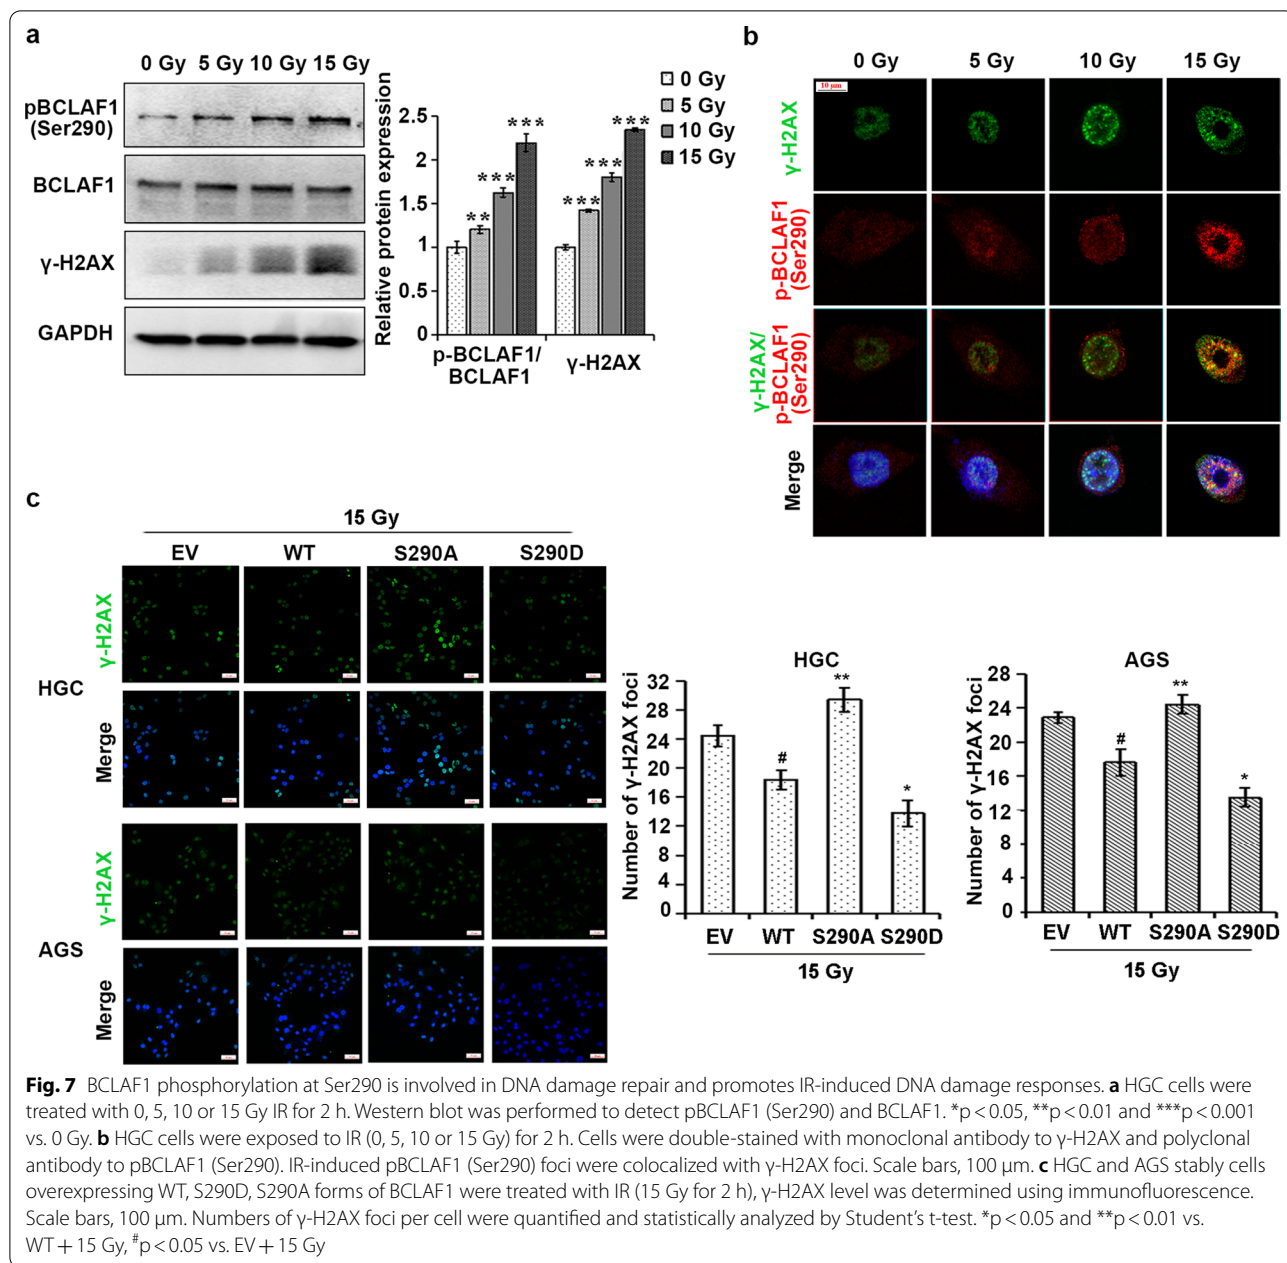 a
0 Gy 5 Gy 10 Gy 15 Gy
pBCLAF1
(Ser290)
BCLAF1
γ-H2AX
GAPDH
Relative protein expression
2.5
2
1.5
1
0.5
0
** *** ***
*** *** ***
p-BCLAF1/
BCLAF1
γ-H2AX
0 Gy
5 Gy
10 Gy
15 Gy
b
0 Gy 5 Gy 10 Gy 15 Gy
10 μm
γ-H2AX
p-BCLAF1
(Ser290)
γ-H2AX/
p-BCLAF1
(Ser290)
Merge
c
15 Gy
EV WT S290A S290D
HGC
γ-H2AX
Merge
AGS
γ-H2AX
Merge
HGC
Number of γ-H2AX foci
32
28
24
20
16
12
8
4
0
# ** *
EV WT S290A S290D
15 Gy
AGS
Number of γ-H2AX foci
28
24
20
16
12
8
4
0
# ** *
EV WT S290A S290D
15 Gy
Fig. 7 BCLAF1 phosphorylation at Ser290 is involved in DNA damage repair and promotes IR-induced DNA damage responses. a HGC cells were
treated with 0, 5, 10 or 15 Gy IR for 2 h. Western blot was performed to detect pBCLAF1 (Ser290) and BCLAF1. *p < 0.05, **p < 0.01 and ***p < 0.001
vs. 0 Gy. b HGC cells were exposed to IR (0, 5, 10 or 15 Gy) for 2 h. Cells were double-stained with monoclonal antibody to γ-H2AX and polyclonal
antibody to pBCLAF1 (Ser290). IR-induced pBCLAF1 (Ser290) foci were colocalized with γ-H2AX foci. Scale bars, 100 μm. c HGC and AGS stably cells
overexpressing WT, S290D, S290A forms of BCLAF1 were treated with IR (15 Gy for 2 h), γ-H2AX level was determined using immunofluorescence.
Scale bars, 100 μm. Numbers of γ-H2AX foci per cell were quantified and statistically analyzed by Student's t-test. *p < 0.05 and **p < 0.01 vs.
WT + 15 Gy, #p < 0.05 vs. EV + 15 Gy